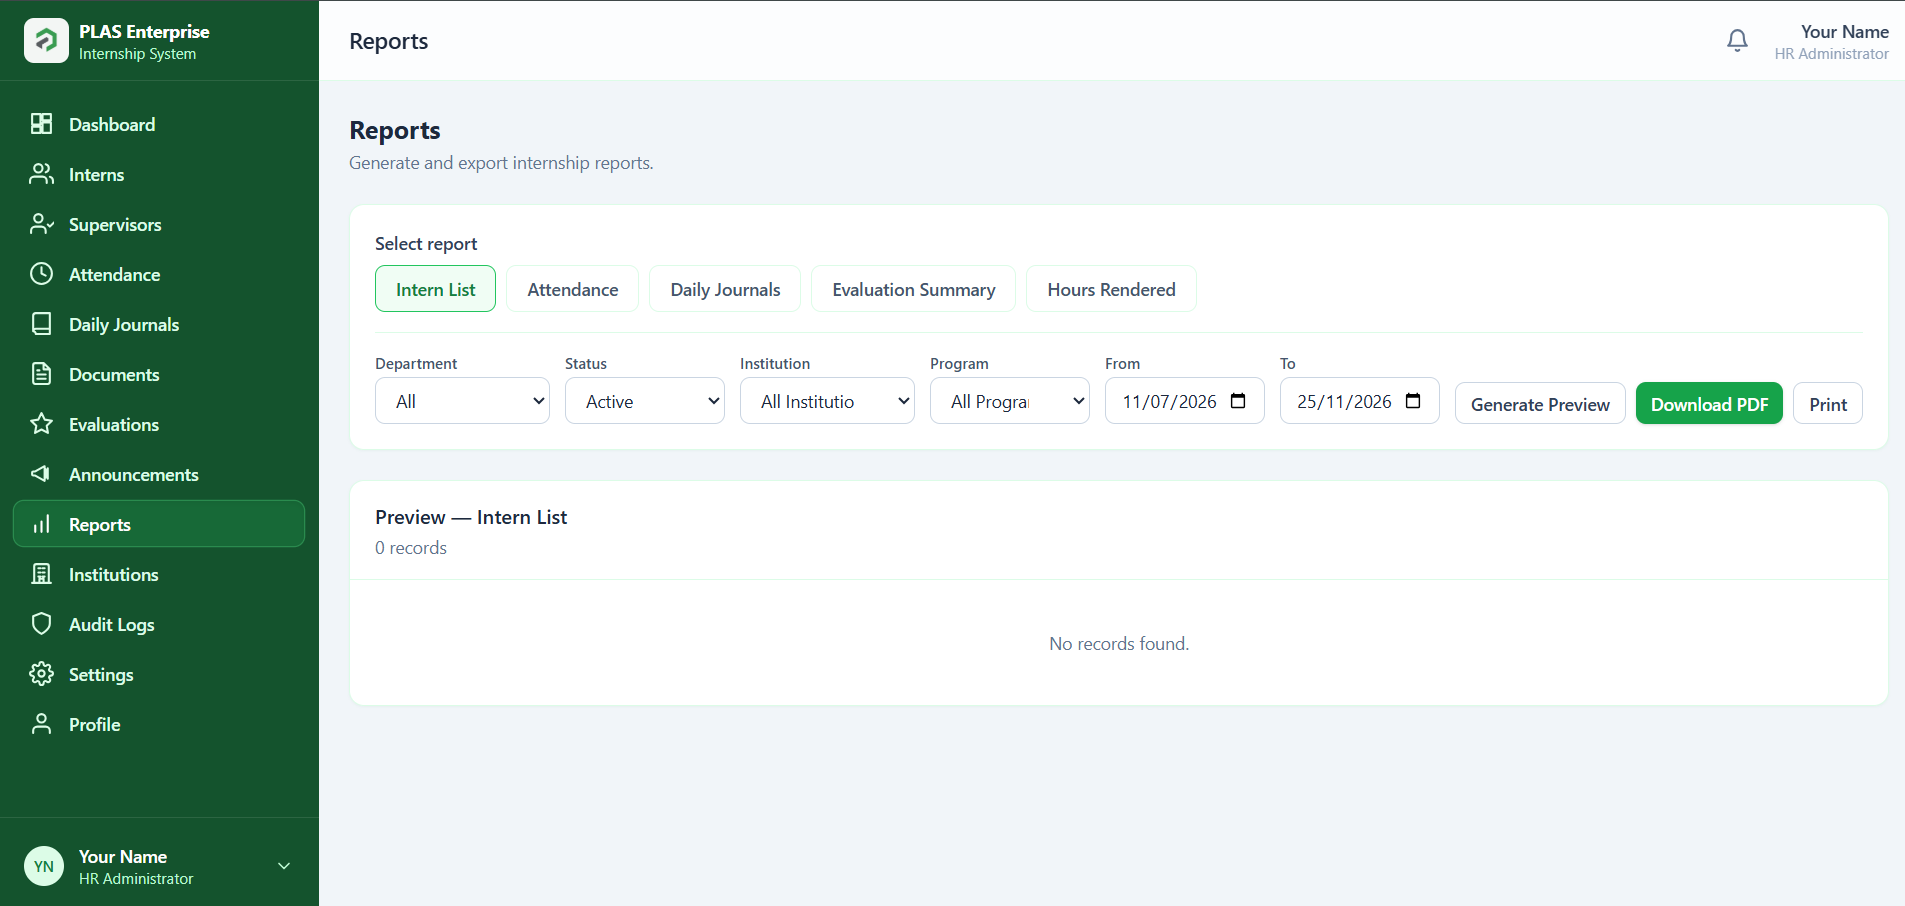 PLAS Enterprise
Internship System
Dashboard
Interns
Supervisors
Attendance
Daily Journals
Documents
Evaluations
Announcements
Reports
Institutions
Audit Logs
Settings
Profile
YN
Your Name
HR Administrator
Reports
Your Name
HR Administrator
Reports
Generate and export internship reports.
Select report
Intern List
Attendance
Daily Journals
Evaluation Summary
Hours Rendered
Department
All
Status
Active
Institution
All Institutio
Program
All Progra
From
11/07/2026
To
25/11/2026
Generate Preview
Download PDF
Print
Preview — Intern List
0 records
No records found.